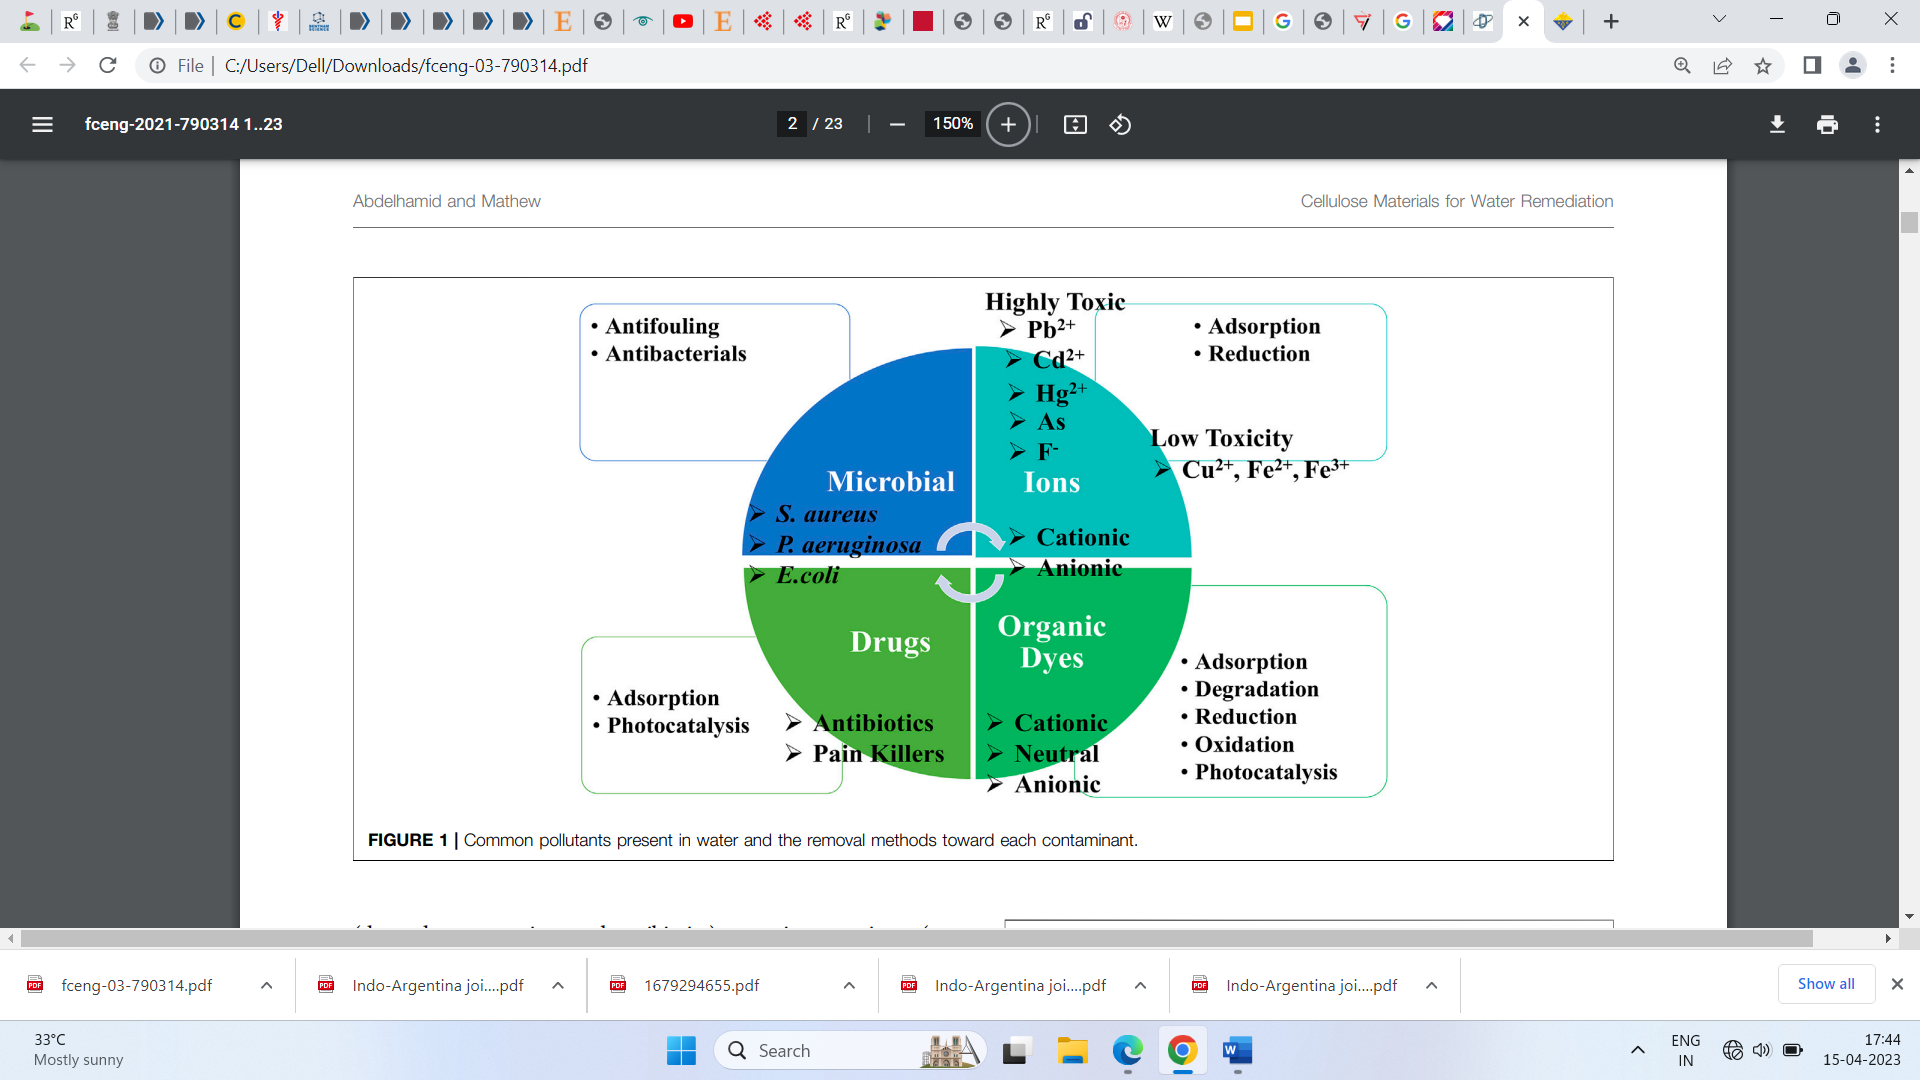 File
C:/Users/Dell/Downloads/fceng-03-790314.pdf
fceng-2021-790314 1..23
2 / 23
150%
Abdelhamid and Mathew
Cellulose Materials for Water Remediation
• Antifouling
• Antibacterials
Highly Toxic
➢ Pb²⁺
➢ Cd²⁺
➢ Hg²⁺
➢ As
➢ F⁻
• Adsorption
• Reduction
Low Toxicity
➢ Cu²⁺, Fe²⁺, Fe³⁺
Microbial
➢ S. aureus
➢ P. aeruginosa
➢ E.coli
Ions
➢ Cationic
➢ Anionic
Drugs
• Adsorption
• Photocatalysis
➢ Antibiotics
➢ Pain Killers
Organic
Dyes
➢ Cationic
➢ Neutral
➢ Anionic
• Adsorption
• Degradation
• Reduction
• Oxidation
• Photocatalysis
FIGURE 1 | Common pollutants present in water and the removal methods toward each contaminant.
fceng-03-790314.pdf
Indo-Argentina joi....pdf
1679294655.pdf
Indo-Argentina joi....pdf
Indo-Argentina joi....pdf
Show all
33°C
Mostly sunny
Search
ENG
IN
17:44
15-04-2023